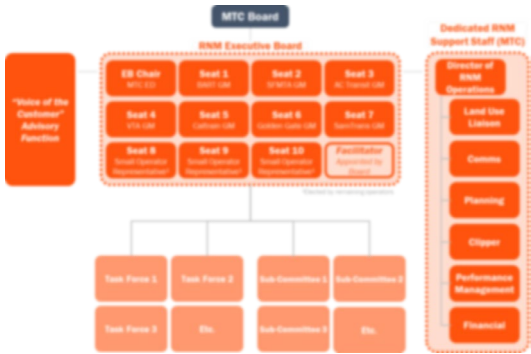 MTC Board
RNM Executive Board
Dedicated RNM
Support Staff (MTC)
"Voice of the
Customer"
Advisory
Function
EB Chair
MTC ED
Seat 1
BART GM
Seat 2
SFMTA GM
Seat 3
AC Transit GM
Seat 4
VTA GM
Seat 5
Caltrain GM
Seat 6
Golden Gate GM
Seat 7
SamTrans GM
Seat 8
Small Operator
Representative*
Seat 9
Small Operator
Representative*
Seat 10
Small Operator
Representative*
Facilitator
Appointed by
Board
Director of
RNM
Operations
Land Use
Liaison
Comms
Planning
Clipper
Performance
Management
Financial
Task Force 1
Task Force 2
Sub-Committee 1
Sub-Committee 2
Task Force 3
Etc.
Sub-Committee 3
Etc.